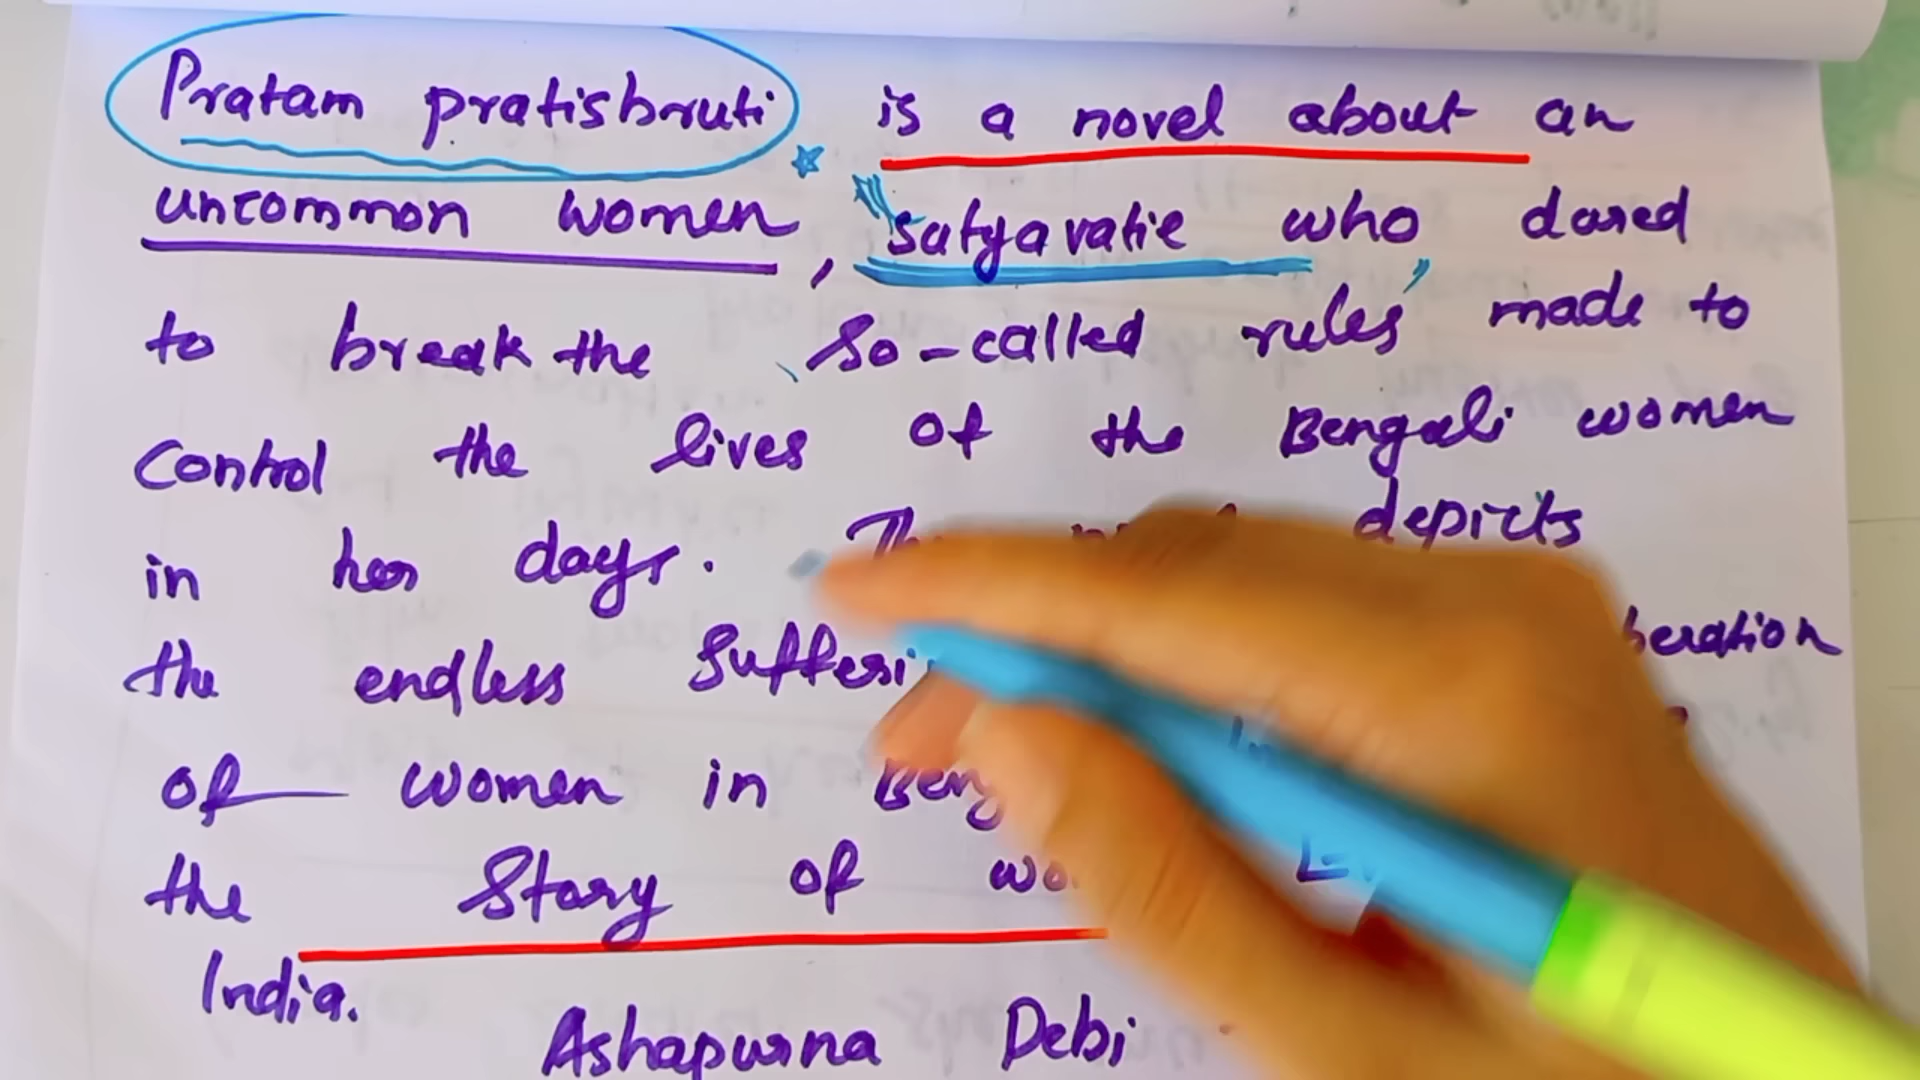 Pratam pratishruti is a novel about an
uncommon women, satyavatie who dared
to break the so-called rules" made to
Control the lives of the Bengali women
in her days. depicts
the endless
of women in
the Story of
India.
Ashapurna Debi